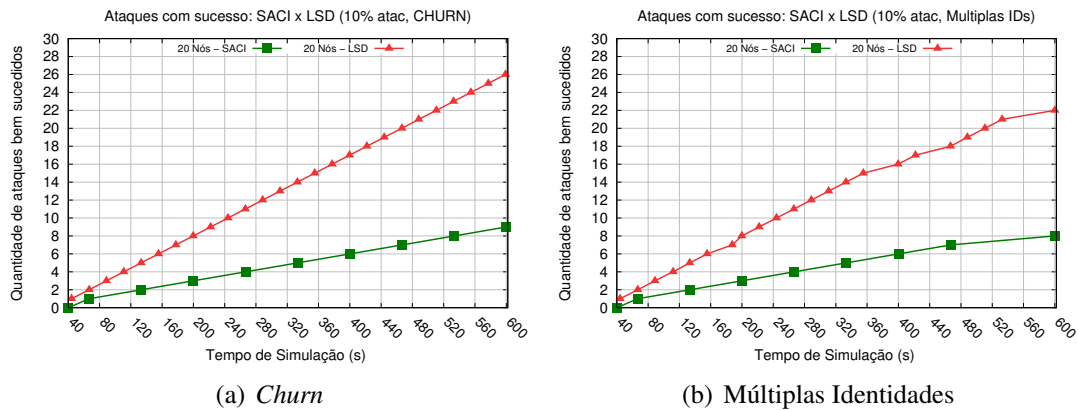 Ataques com sucesso: SACI x LSD (10% atac, CHURN)
20 Nós – SACI
20 Nós – LSD
Quantidade de ataques bem sucedidos
30
28
26
24
22
20
18
16
14
12
10
8
6
4
2
0
40 80 120 160 200 240 280 320 360 400 440 480 520 560 600
Tempo de Simulação (s)
(a) Churn
Ataques com sucesso: SACI x LSD (10% atac, Multiplas IDs)
20 Nós – SACI
20 Nós – LSD
Quantidade de ataques bem sucedidos
30
28
26
24
22
20
18
16
14
12
10
8
6
4
2
0
40 80 120 160 200 240 280 320 360 400 440 480 520 560 600
Tempo de Simulação (s)
(b) Múltiplas Identidades